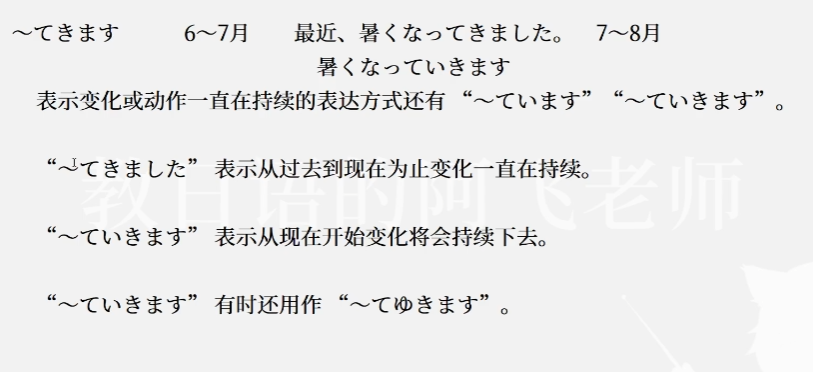 ～てきます 6～7月 最近、暑くなってきました。 7～8月
暑くなっていきます
表示变化或动作一直在持续的表达方式还有 “～ています” “～ていきます”。
“～てきました” 表示从过去到现在为止变化一直在持续。
教日语的阿飞老师
“～ていきます” 表示从现在开始变化将会持续下去。
“～ていきます” 有时还用作 “～てゆきます”。